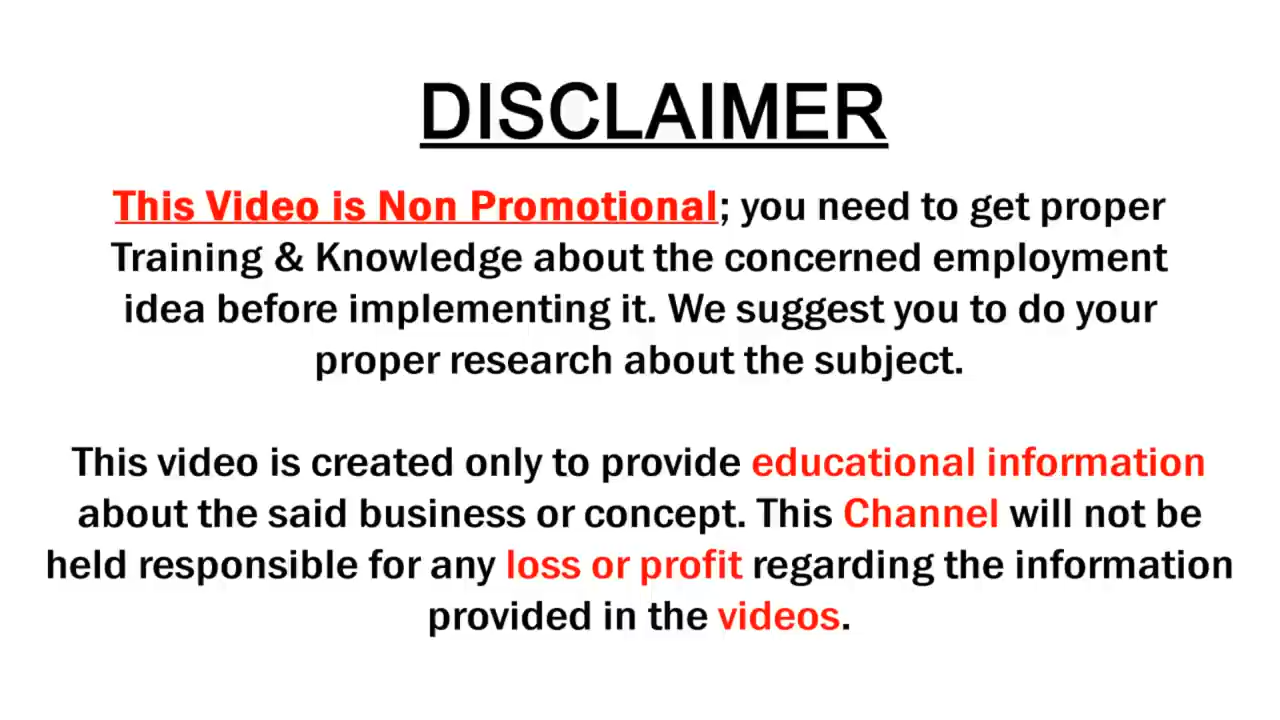 DISCLAIMER
This Video is Non Promotional; you need to get proper
Training & Knowledge about the concerned employment
idea before implementing it. We suggest you to do your
proper research about the subject.
This video is created only to provide educational information
about the said business or concept. This Channel will not be
held responsible for any loss or profit regarding the information
provided in the videos.